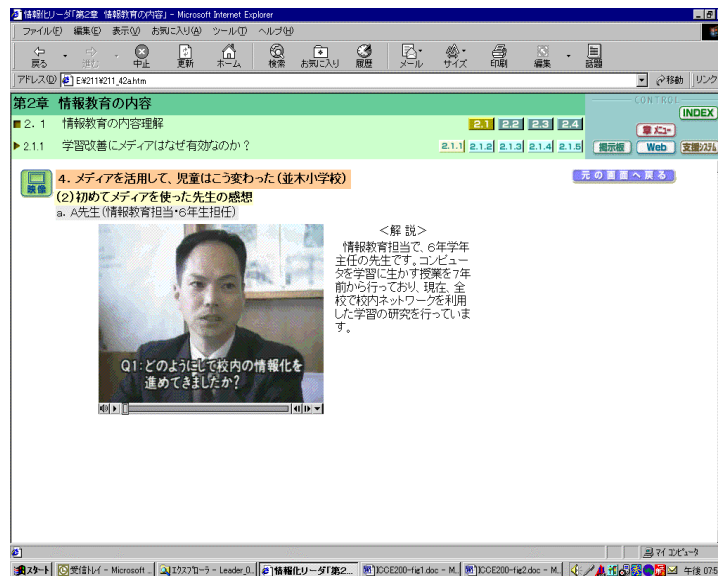 情報化リーダ「第2章 情報教育の内容」 - Microsoft Internet Explorer
ファイル(F) 編集(E) 表示(V) お気に入り(A) ツール(T) ヘルプ(H)
戻る 進む 中止 更新 ホーム 検索 お気に入り 履歴 メール サイズ 印刷 編集 話題
アドレス(D) E:¥211¥211_42a.htm 移動 リンク
第2章 情報教育の内容
CONTROL
INDEX
2. 1 情報教育の内容理解
2.1 2.2 2.3 2.4
章メニュー
2.1.1 学習改善にメディアはなぜ有効なのか?
2.1.1 2.1.2 2.1.3 2.1.4 2.1.5
掲示板 Web 支援システム
映像
4. メディアを活用して、児童はこう変わった(並木小学校)
元の画面へ戻る
(2)初めてメディアを使った先生の感想
a. A先生(情報教育担当・6年生担任)
<解 説>
情報教育担当で、6年学年
主任の先生です。コンピュー
タを学習に生かす授業を7年
前から行っており、現在、全
校で校内ネットワークを利用
した学習の研究を行っていま
す。
Q1:どのようにして校内の情報化を
進めてきましたか?
マイ コンピュータ
スタート 受信トレイ - Microsoft .. エクスプローラ - Leader_0.. 情報化リーダ「第2... JCCE200-fig1.doc - M.. JCCE200-fig2.doc - M.. 午後 07:5